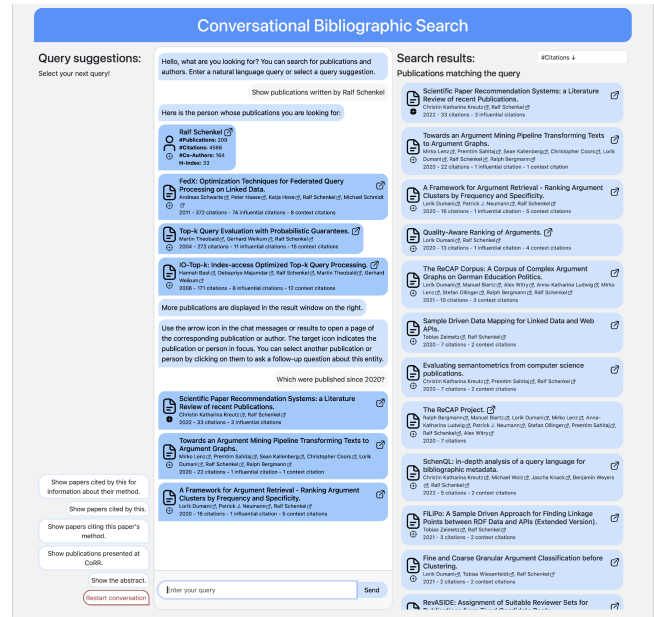 Conversational Bibliographic Search
Query suggestions:
Select your next query!
Show papers cited by this for
information about their method.
Show papers cited by this.
Show papers citing this paper's
method.
Show publications presented at
CoRR.
Show the abstract.
Restart conversation
Hello, what are you looking for? You can search for publications and
authors. Enter a natural language query or select a query suggestion.
Show publications written by Ralf Schenkel
Here is the person whose publications you are looking for:
Ralf Schenkel
#Publications: 209
#Citations: 4566
#Co-Authors: 164
H-Index: 33
FedX: Optimization Techniques for Federated Query
Processing on Linked Data.
Andreas Schwarte, Peter Haase, Katja Hose, Ralf Schenkel, Michael Schmidt
2011 - 372 citations - 74 influential citations - 8 context citations
Top-k Query Evaluation with Probabilistic Guarantees.
Martin Theobald, Gerhard Weikum, Ralf Schenkel
2004 - 273 citations - 11 influential citations - 15 context citations
IO-Top-k: Index-access Optimized Top-k Query Processing.
Hannah Bast, Debapriyo Majumdar, Ralf Schenkel, Martin Theobald, Gerhard
Weikum
2006 - 171 citations - 8 infuential citations - 12 context citations
More publications are displayed in the result window on the right.
Use the arrow icon in the chat messages or results to open a page of
the corresponding publication or author. The target icon indicates the
publication or person in focus. You can select another publication or
person by clicking on them to ask a follow-up question about this entity.
Which were published since 2020?
Scientific Paper Recommendation Systems: a Literature
Review of recent Publications.
Christin Katharina Kreutz, Ralf Schenkel
2022 - 33 citations - 3 influential citations
Towards an Argument Mining Pipeline Transforming Texts to
Argument Graphs.
Mirko Lenz, Premtim Sahitaj, Sean Kallenberg, Christopher Coors, Lorik
Dumani, Ralf Schenkel, Ralph Bergmann
2020 - 22 citations - 1 influential citation - 1 context citation
A Framework for Argument Retrieval - Ranking Argument
Clusters by Frequency and Specificity.
Lorik Dumani, Patrick J. Neumann, Ralf Schenkel
2020 - 16 citations - 1 influential citation - 5 context citations
Enter your query
Send
Search results:
#Citations ↓
Publications matching the query
Scientific Paper Recommendation Systems: a Literature
Review of recent Publications.
Christin Katharina Kreutz, Ralf Schenkel
2022 - 33 citations - 3 influential citations
Towards an Argument Mining Pipeline Transforming Texts
to Argument Graphs.
Mirko Lenz, Premtim Sahitaj, Sean Kallenberg, Christopher Coors, Lorik
Dumani, Ralf Schenkel, Ralph Bergmann
2020 - 22 citations - 1 influential citation - 1 context citation
A Framework for Argument Retrieval - Ranking Argument
Clusters by Frequency and Specificity.
Lorik Dumani, Patrick J. Neumann, Ralf Schenkel
2020 - 16 citations - 1 influential citation - 5 context citations
Quality-Aware Ranking of Arguments.
Lorik Dumani, Ralf Schenkel
2020 - 13 citations - 1 influential citation - 4 context citations
The ReCAP Corpus: A Corpus of Complex Argument
Graphs on German Education Politics.
Lorik Dumani, Manuel Biertz, Alex Witry, Anna-Katharina Ludwig, Mirko
Lenz, Stefan Ollinger, Ralph Bergmann, Ralf Schenkel
2021 - 10 citations - 3 context citations
Sample Driven Data Mapping for Linked Data and Web
APIs.
Tobias Zeimetz, Ralf Schenkel
2020 - 7 citations - 2 context citations
Evaluating semantometrics from computer science
publications.
Christin Katharina Kreutz, Premtim Sahitaj, Ralf Schenkel
2020 - 7 citations - 2 context citations
The ReCAP Project.
Ralph Bergmann, Manuel Biertz, Lorik Dumani, Mirko Lenz, Anna-
Katharina Ludwig, Patrick J. Neumann, Stefan Ollinger, Premtim Sahitaj,
Ralf Schenkel, Alex Witry
2020 - 7 citations
SchenQL: in-depth analysis of a query language for
bibliographic metadata.
Christin Katharina Kreutz, Michael Wolz, Jascha Knack, Benjamin Weyers
, Ralf Schenkel
2022 - 5 citations - 2 context citations
FiLiPo: A Sample Driven Approach for Finding Linkage
Points between RDF Data and APIs (Extended Version).
Tobias Zeimetz, Ralf Schenkel
2021 - 3 citations - 2 context citations
Fine and Coarse Granular Argument Classification before
Clustering.
Lorik Dumani, Tobias Wiesenfeldt, Ralf Schenkel
2021 - 2 citations - 2 context citations
RevASIDE: Assignment of Suitable Reviewer Sets for